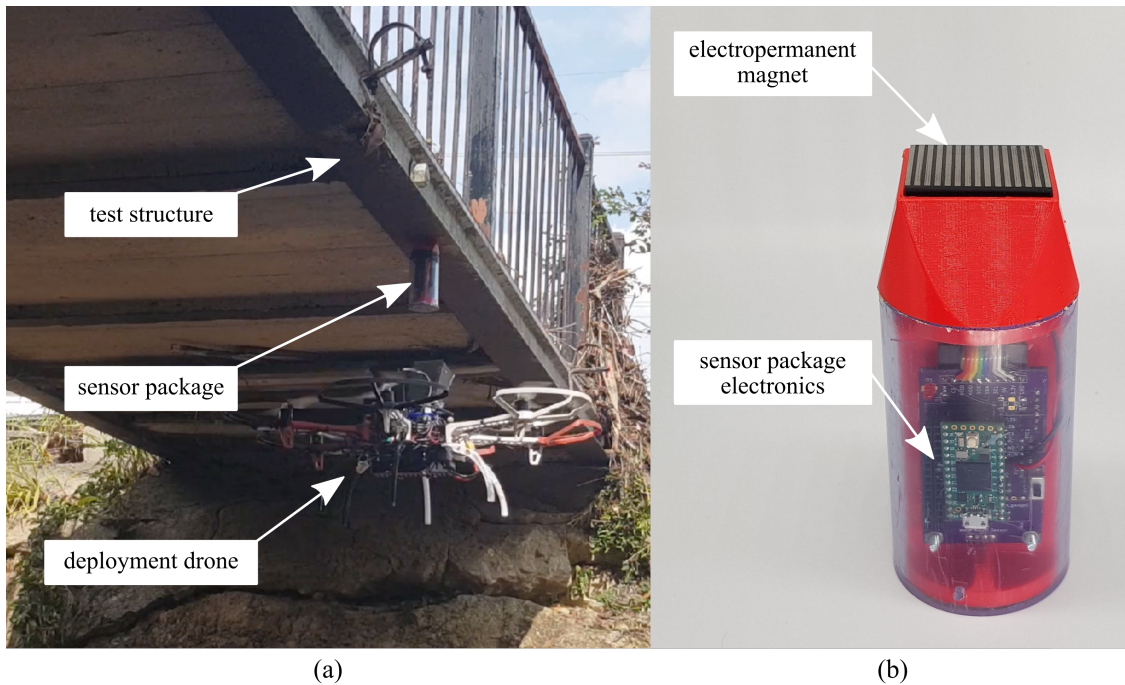 test structure
sensor package
deployment drone
(a)
electropermanent
magnet
sensor package
electronics
(b)